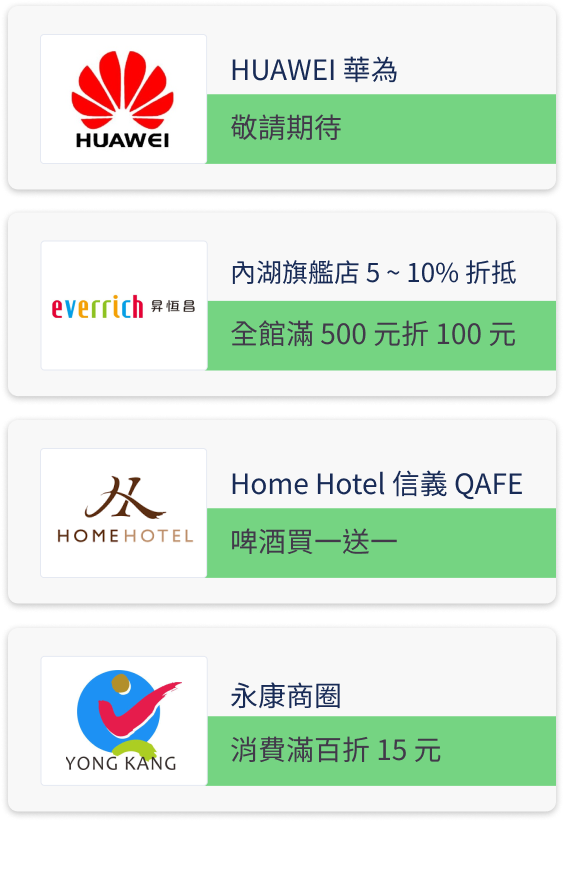 HUAWEI 華為
HUAWEI
敬請期待
內湖旗艦店 5 ~ 10% 折抵
everrich 昇恆昌
全館滿 500 元折 100 元
Home Hotel 信義 QAFE
HOMEHOTEL
啤酒買一送一
永康商圈
YONG KANG
消費滿百折 15 元